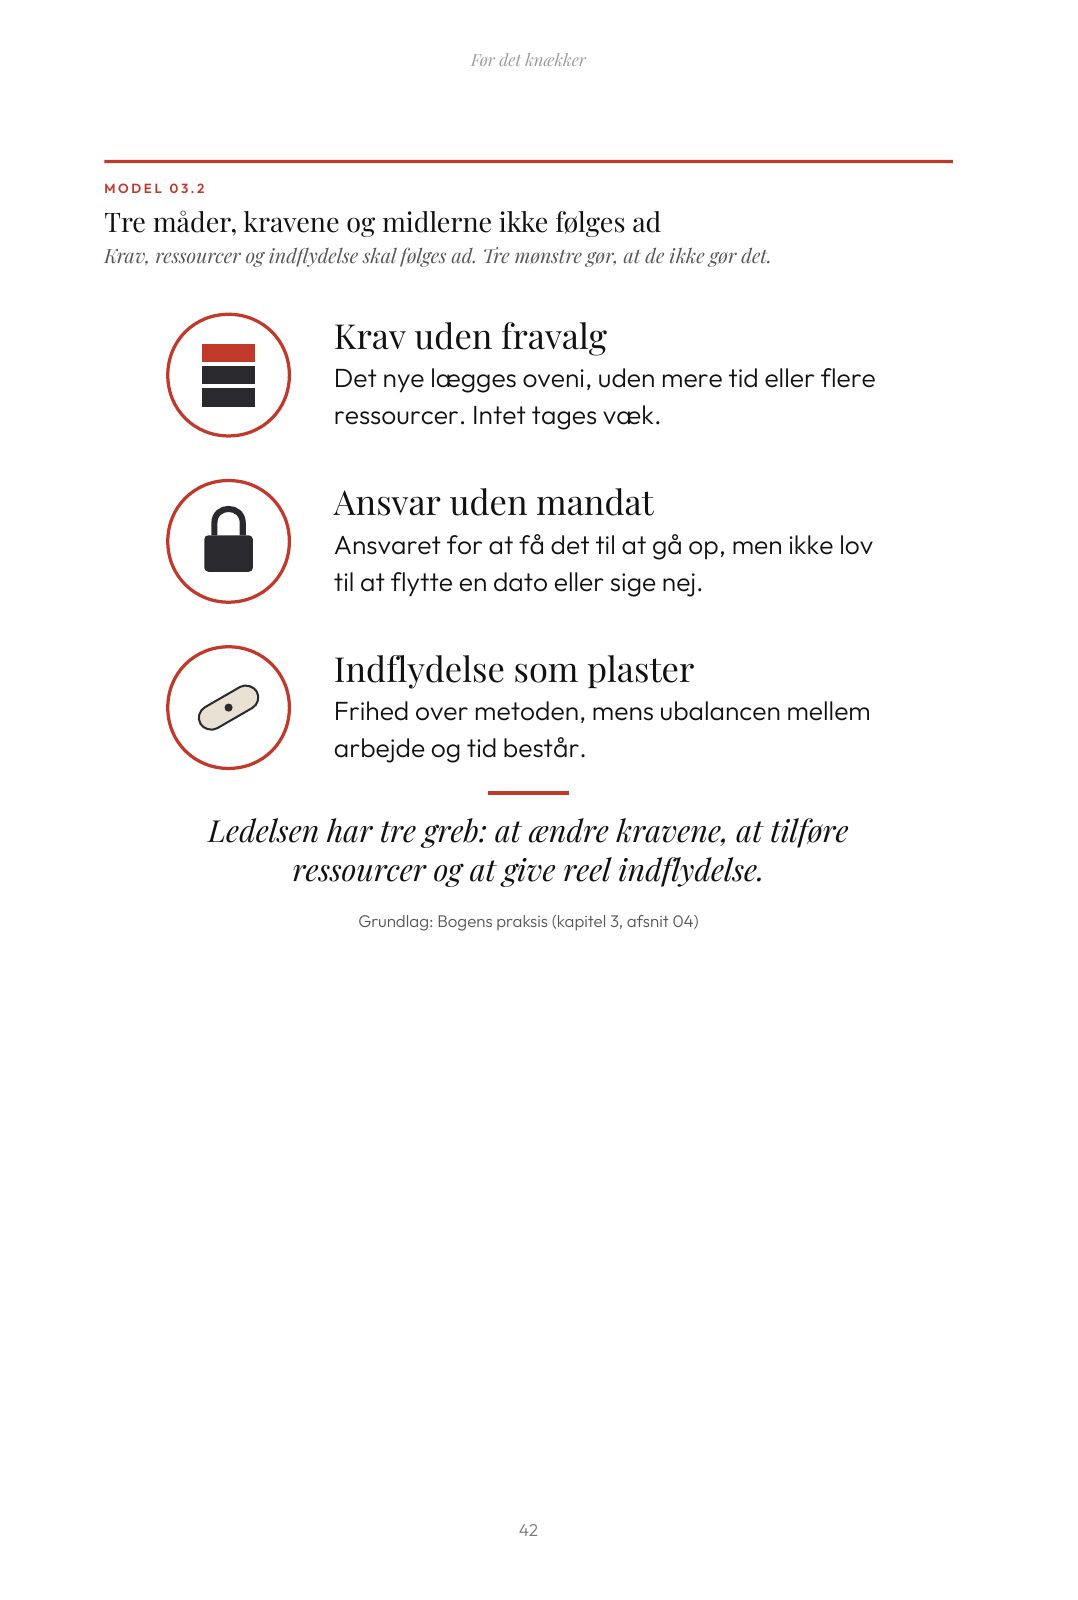 Før det knækker
MODEL 03.2
Tre måder, kravene og midlerne ikke følges ad
Krav, ressourcer og indflydelse skal følges ad. Tre mønstre gør, at de ikke gør det.
Krav uden fravalg
Det nye lægges oveni, uden mere tid eller flere
ressourcer. Intet tages væk.
Ansvar uden mandat
Ansvaret for at få det til at gå op, men ikke lov
til at flytte en dato eller sige nej.
Indflydelse som plaster
Frihed over metoden, mens ubalancen mellem
arbejde og tid består.
Ledelsen har tre greb: at ændre kravene, at tilføre
ressourcer og at give reel indflydelse.
Grundlag: Bogens praksis (kapitel 3, afsnit 04)
42